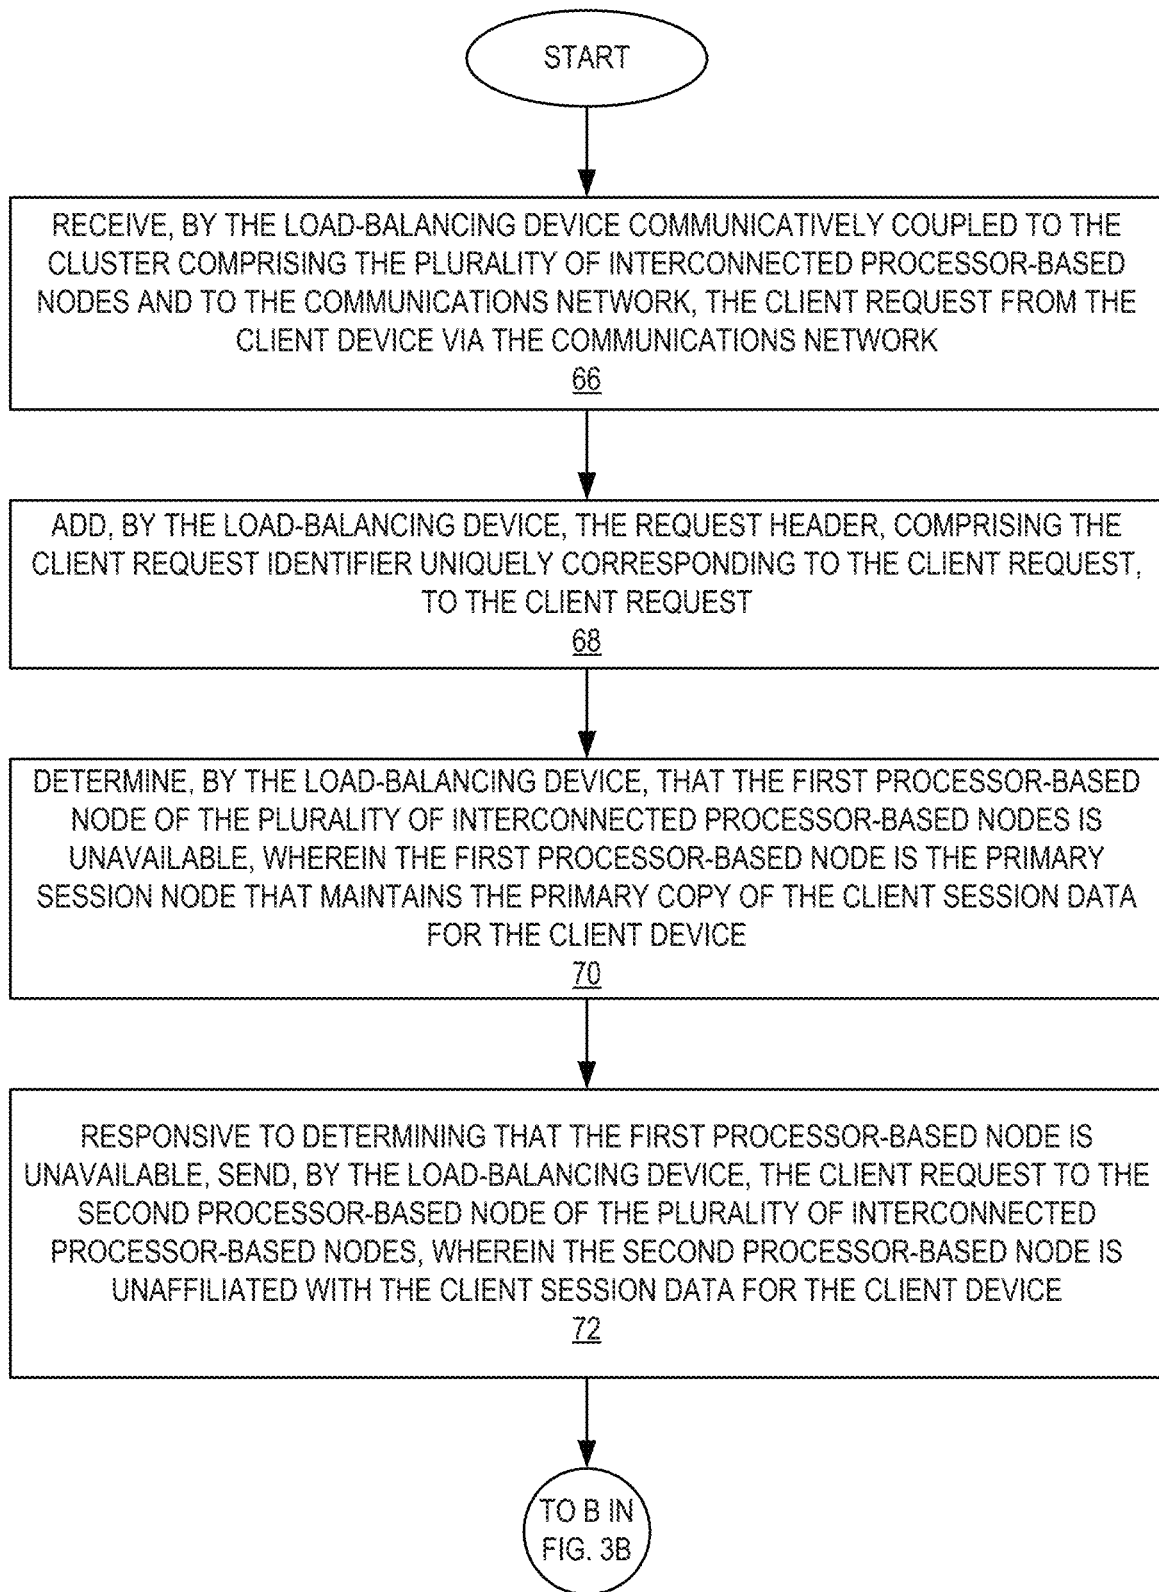 START
RECEIVE, BY THE LOAD-BALANCING DEVICE COMMUNICATIVELY COUPLED TO THE
CLUSTER COMPRISING THE PLURALITY OF INTERCONNECTED PROCESSOR-BASED
NODES AND TO THE COMMUNICATIONS NETWORK, THE CLIENT REQUEST FROM THE
CLIENT DEVICE VIA THE COMMUNICATIONS NETWORK
66
ADD, BY THE LOAD-BALANCING DEVICE, THE REQUEST HEADER, COMPRISING THE
CLIENT REQUEST IDENTIFIER UNIQUELY CORRESPONDING TO THE CLIENT REQUEST,
TO THE CLIENT REQUEST
68
DETERMINE, BY THE LOAD-BALANCING DEVICE, THAT THE FIRST PROCESSOR-BASED
NODE OF THE PLURALITY OF INTERCONNECTED PROCESSOR-BASED NODES IS
UNAVAILABLE, WHEREIN THE FIRST PROCESSOR-BASED NODE IS THE PRIMARY
SESSION NODE THAT MAINTAINS THE PRIMARY COPY OF THE CLIENT SESSION DATA
FOR THE CLIENT DEVICE
70
RESPONSIVE TO DETERMINING THAT THE FIRST PROCESSOR-BASED NODE IS
UNAVAILABLE, SEND, BY THE LOAD-BALANCING DEVICE, THE CLIENT REQUEST TO THE
SECOND PROCESSOR-BASED NODE OF THE PLURALITY OF INTERCONNECTED
PROCESSOR-BASED NODES, WHEREIN THE SECOND PROCESSOR-BASED NODE IS
UNAFFILIATED WITH THE CLIENT SESSION DATA FOR THE CLIENT DEVICE
72
TO B IN
FIG. 3B